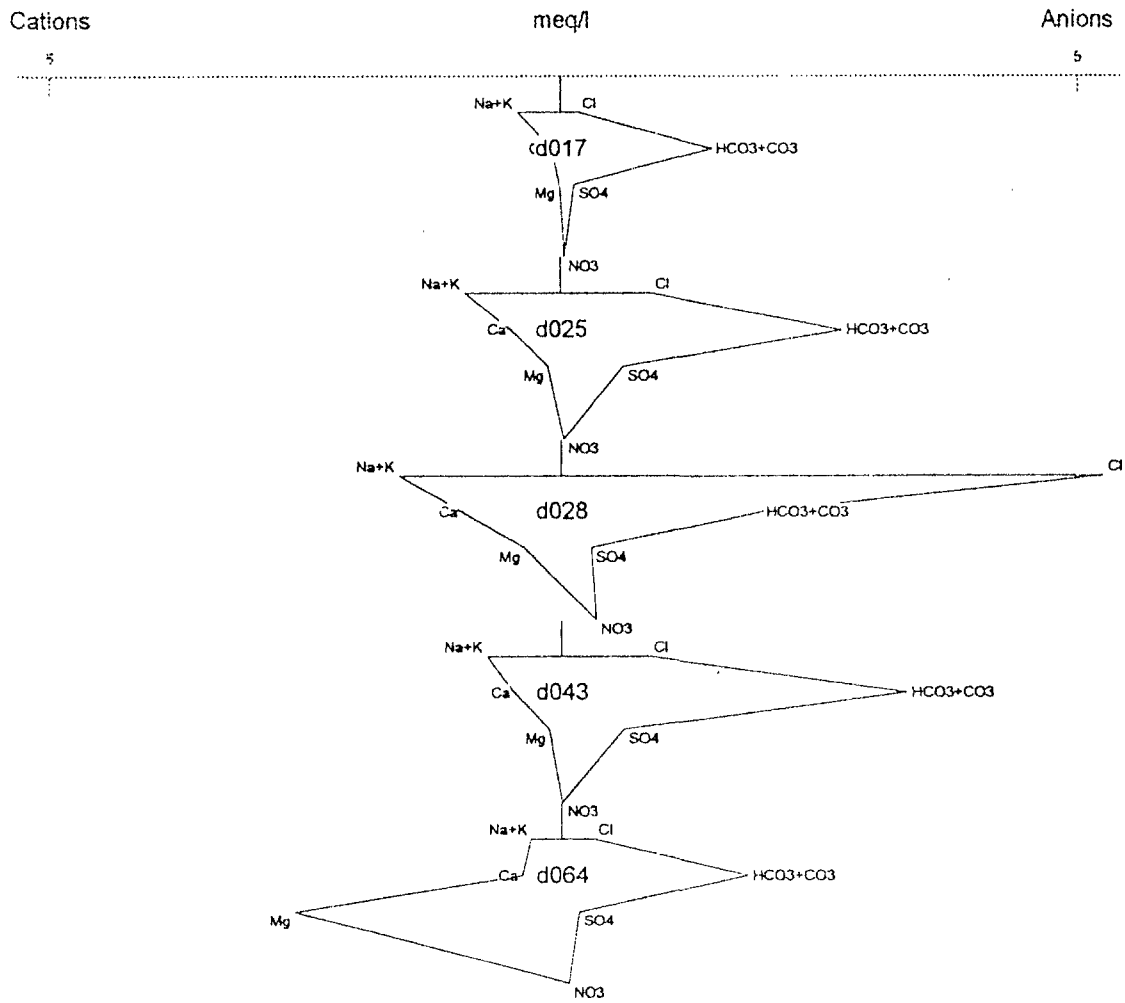 Cations meq/l Anions
5 5
Na+K Cl
d017 HCO3+CO3
Mg SO4
NO3
Na+K Cl
Ca d025 HCO3+CO3
Mg SO4
NO3
Na+K Cl
Ca d028 HCO3+CO3
Mg SO4
NO3
Na+K Cl
Ca d043 HCO3+CO3
Mg SO4
NO3
Na+K Cl
Ca d064 HCO3+CO3
Mg SO4
NO3